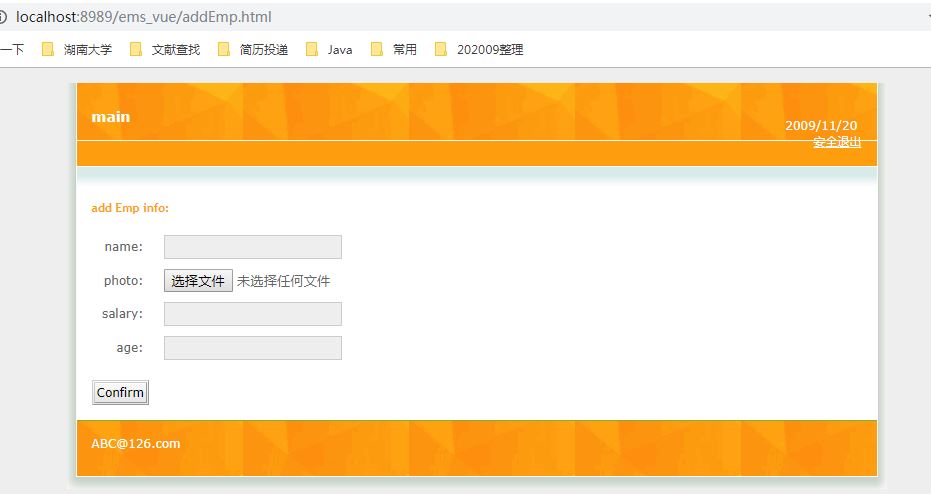 localhost:8989/ems_vue/addEmp.html
一下 湖南大学 文献查找 简历投递 Java 常用 202009整理
main
2009/11/20
安全退出
add Emp info:
name:
photo: 选择文件 未选择任何文件
salary:
age:
Confirm
ABC@126.com